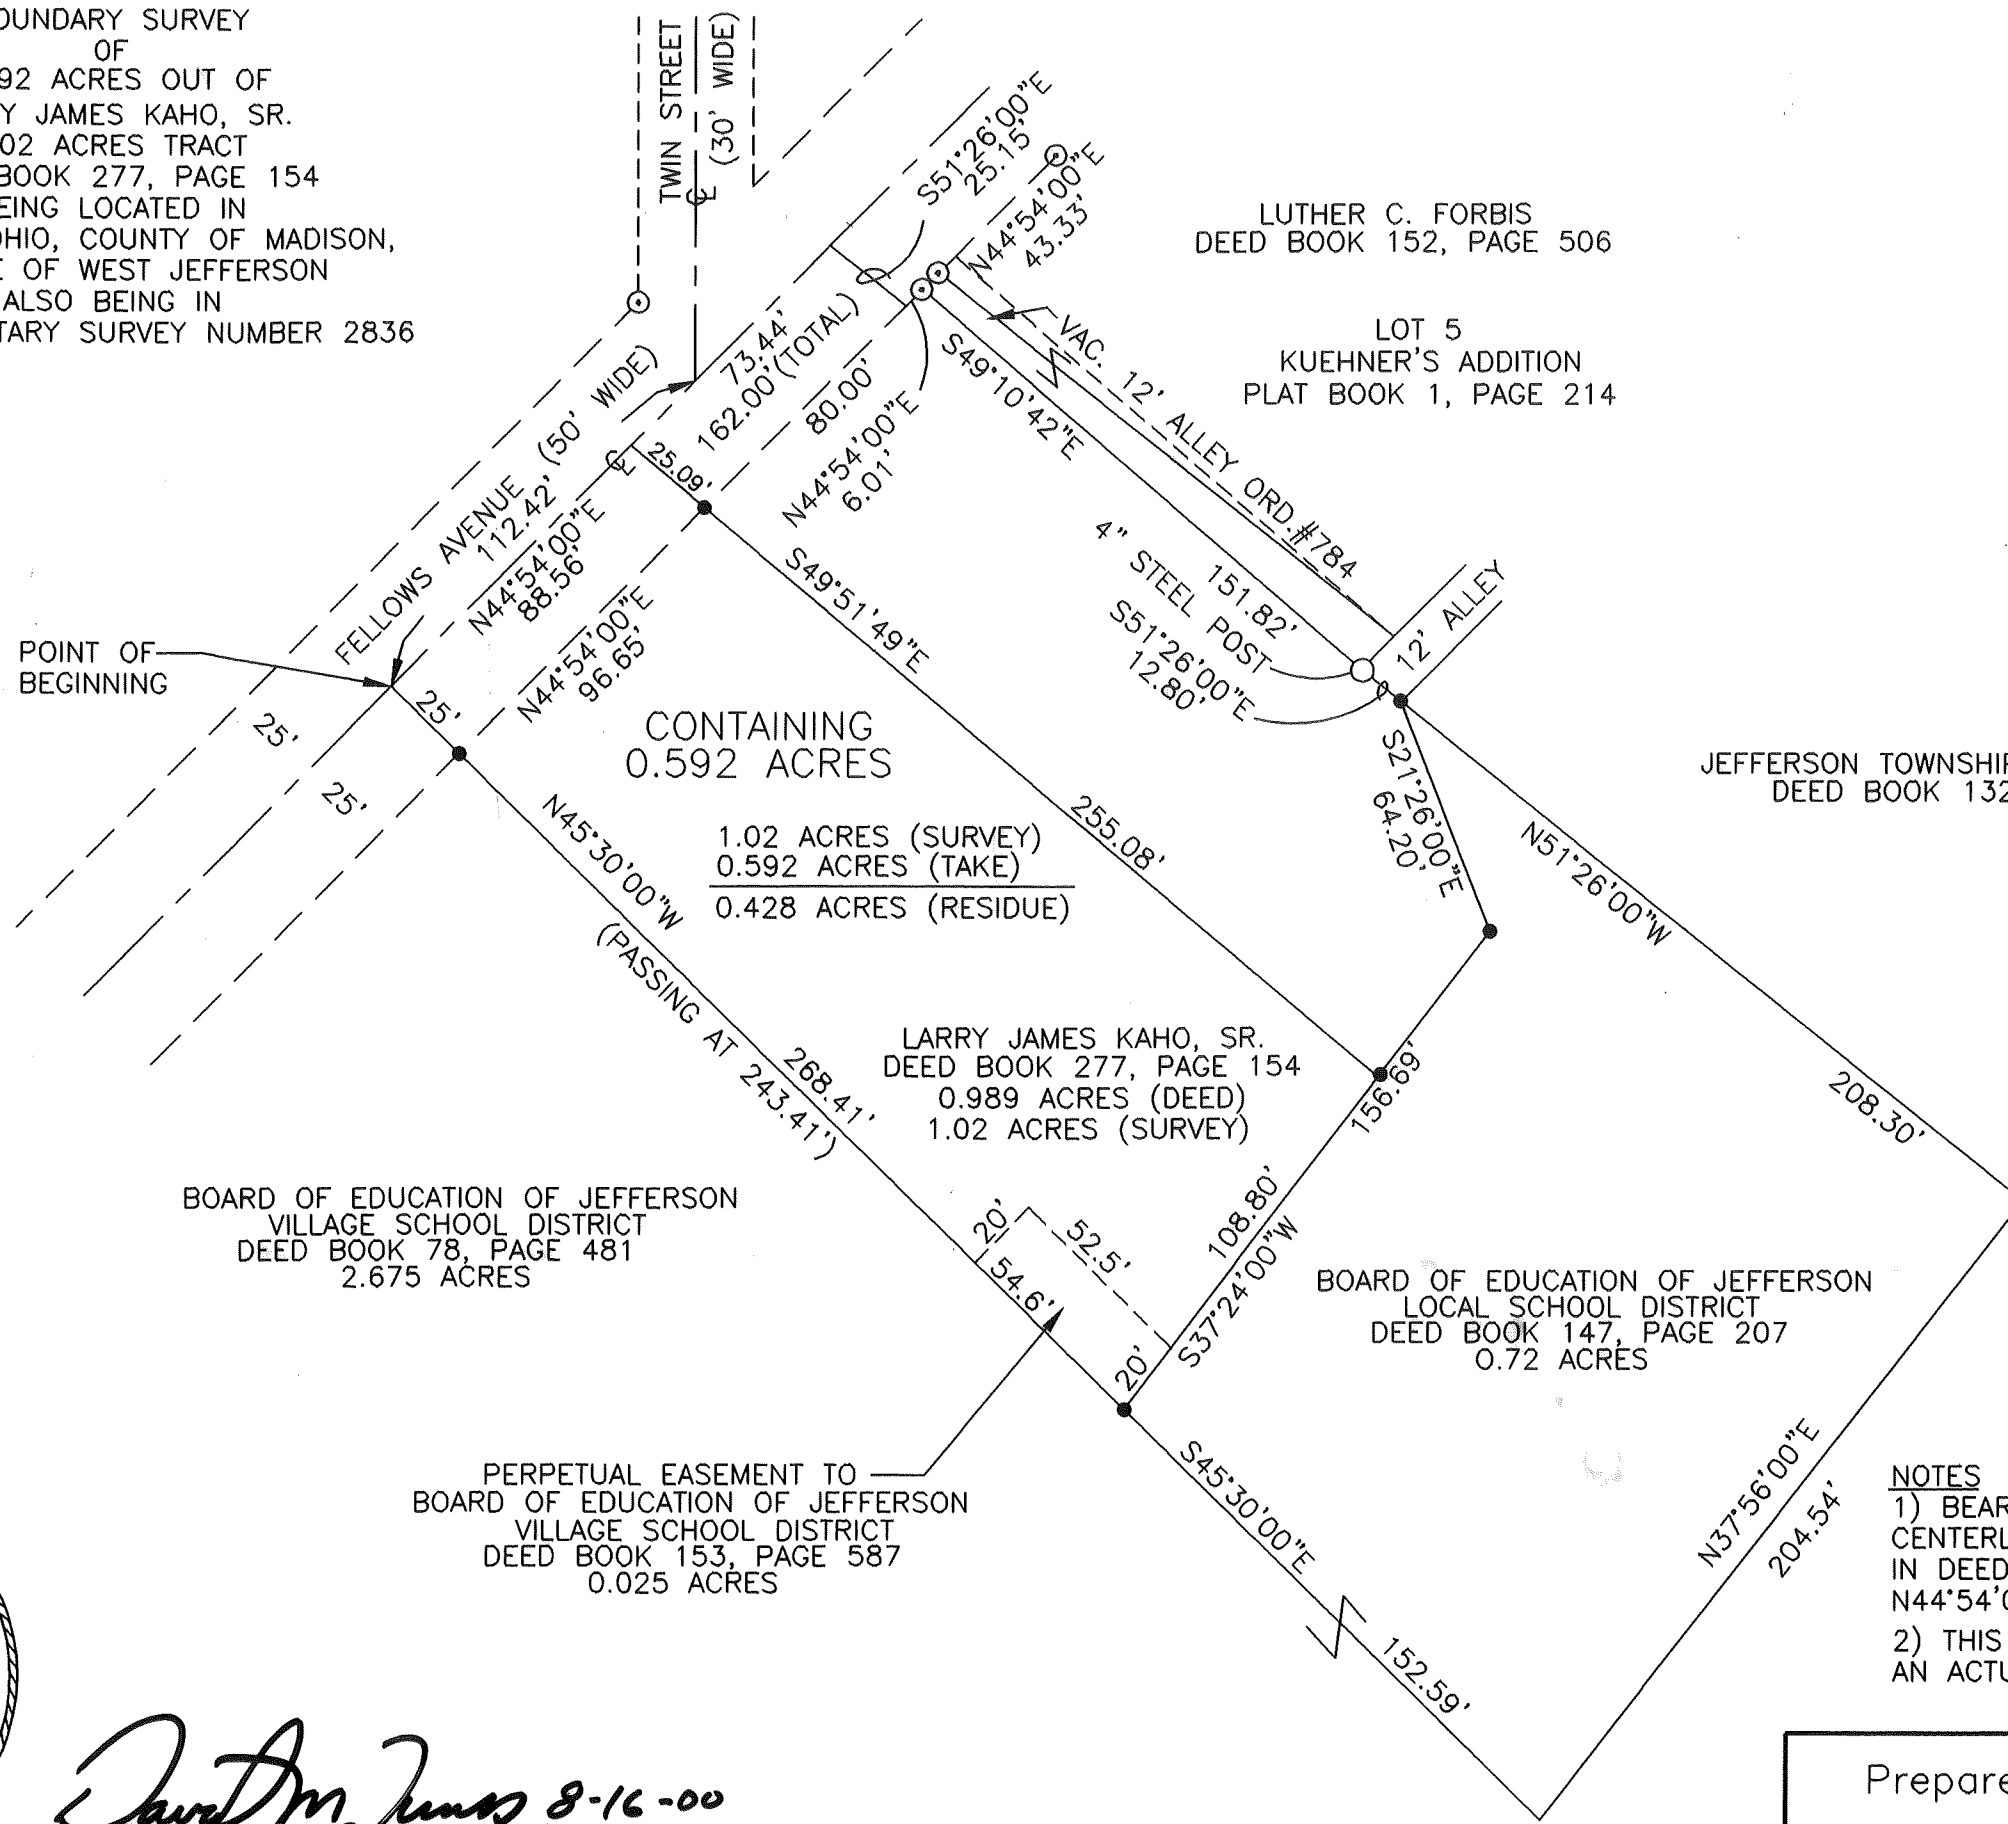 OUNDARY SURVEY
OF
92 ACRES OUT OF
Y JAMES KAHO, SR.
02 ACRES TRACT
BOOK 277, PAGE 154
EING LOCATED IN
OHIO, COUNTY OF MADISON,
E OF WEST JEFFERSON
ALSO BEING IN
TARY SURVEY NUMBER 2836
TWIN STREET
(30' WIDE)
S51°26'00"E
25.15'
N44°54'00"E
43.33'
LUTHER C. FORBIS
DEED BOOK 152, PAGE 506
LOT 5
KUEHNER'S ADDITION
PLAT BOOK 1, PAGE 214
VAC. 12' ALLEY ORD.#784
S49°10'42"E
151.82'
73.44'
162.00'(TOTAL)
80.00'
N44°54'00"E
6.01'
25.09'
FELLOWS AVENUE (50' WIDE)
112.42'
N44°54'00"E
88.56'
N44°54'00"E
96.65'
POINT OF
BEGINNING
25'
25'
25'
4" STEEL POST
S51°26'00"E
12.80'
12' ALLEY
S49°51'49"E
255.08'
CONTAINING
0.592 ACRES
1.02 ACRES (SURVEY)
0.592 ACRES (TAKE)
0.428 ACRES (RESIDUE)
S21°26'00"E
64.20'
JEFFERSON TOWNSHIP
DEED BOOK 132
N51°26'00"W
208.30'
N45°30'00"W
268.41'
(PASSING AT 243.41')
LARRY JAMES KAHO, SR.
DEED BOOK 277, PAGE 154
0.989 ACRES (DEED)
1.02 ACRES (SURVEY)
156.69'
108.80'
S37°24'00"W
20'
52.5'
54.6'
20'
BOARD OF EDUCATION OF JEFFERSON
VILLAGE SCHOOL DISTRICT
DEED BOOK 78, PAGE 481
2.675 ACRES
BOARD OF EDUCATION OF JEFFERSON
LOCAL SCHOOL DISTRICT
DEED BOOK 147, PAGE 207
0.72 ACRES
PERPETUAL EASEMENT TO
BOARD OF EDUCATION OF JEFFERSON
VILLAGE SCHOOL DISTRICT
DEED BOOK 153, PAGE 587
0.025 ACRES
S45°30'00"E
152.59'
N37°56'00"E
204.54'
NOTES
1) BEAR
CENTERL
IN DEED
N44°54'0
2) THIS
AN ACTU
Prepare
8-16-00